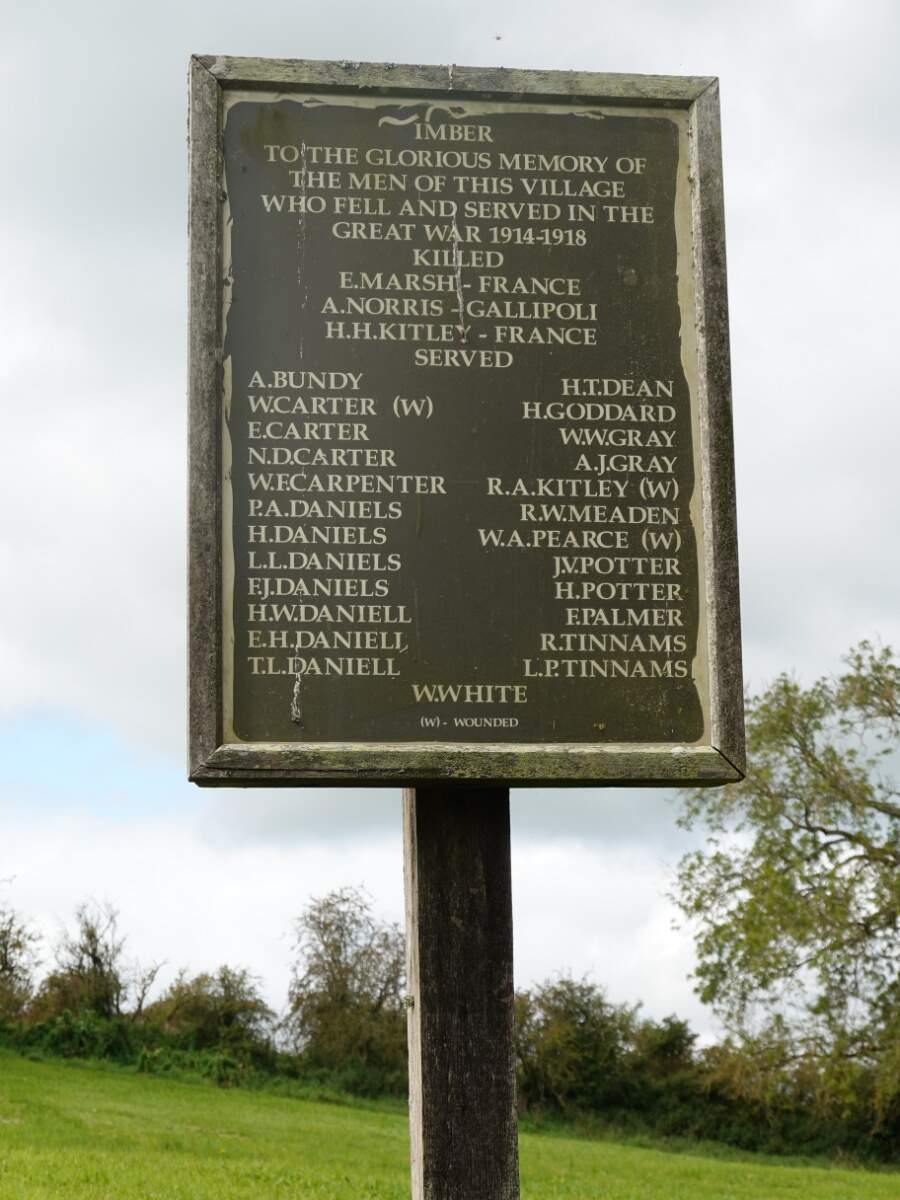 IMBER
TO THE GLORIOUS MEMORY OF
THE MEN OF THIS VILLAGE
WHO FELL AND SERVED IN THE
GREAT WAR 1914-1918
KILLED
E.MARSH - FRANCE
A.NORRIS - GALLIPOLI
H.H.KITLEY - FRANCE
SERVED
A.BUNDY
W.CARTER (W)
E.CARTER
N.D.CARTER
W.F.CARPENTER
P.A.DANIELS
H.DANIELS
L.L.DANIELS
F.J.DANIELS
H.W.DANIELL
E.H.DANIELL
T.L.DANIELL
H.T.DEAN
H.GODDARD
W.W.GRAY
A.J.GRAY
R.A.KITLEY (W)
R.W.MEADEN
W.A.PEARCE (W)
J.V.POTTER
H.POTTER
F.PALMER
R.TINNAMS
L.P.TINNAMS
W.WHITE
(W) - WOUNDED